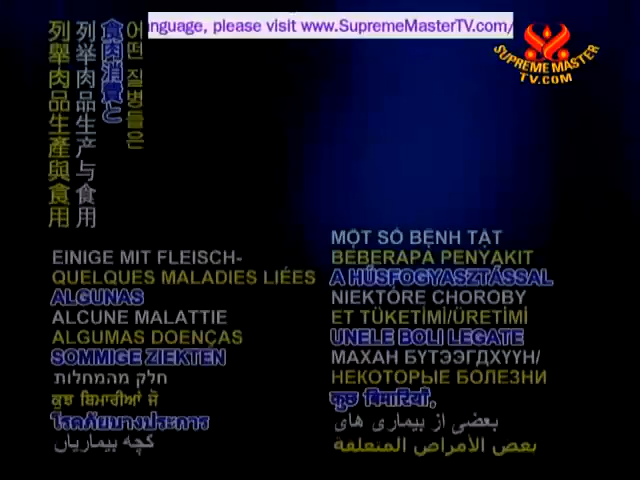 nguage, please visit www.SupremeMasterTV.com/
SUPREME MASTER
TV.COM
列舉肉品生產與食用
列举肉品生产与食用
食肉消費と
어떤 질병들은
EINIGE MIT FLEISCH-
QUELQUES MALADIES LIÉES
ALGUNAS
ALCUNE MALATTIE
ALGUMAS DOENÇAS
SOMMIGE ZIEKTEN
חלק מהמחלות
ਕੁਝ ਬਿਮਾਰੀਆਂ ਜੋ
โรคภัยบางประการ
کچه بیماریاں
MỘT SỐ BỆNH TẬT
BEBERAPA PENYAKIT
A HÚSFOGYASZTÁSSAL
NIEKTÓRE CHOROBY
ET TÜKETİMİ/ÜRETİMİ
UNELE BOLI LEGATE
МАХАН БҮТЭЭГДХҮҮН/
НЕКОТОРЫЕ БОЛЕЗНИ
कुछ बिमारियाँ,
بعضی از بیماری های
بعض الأمراض المتعلقة